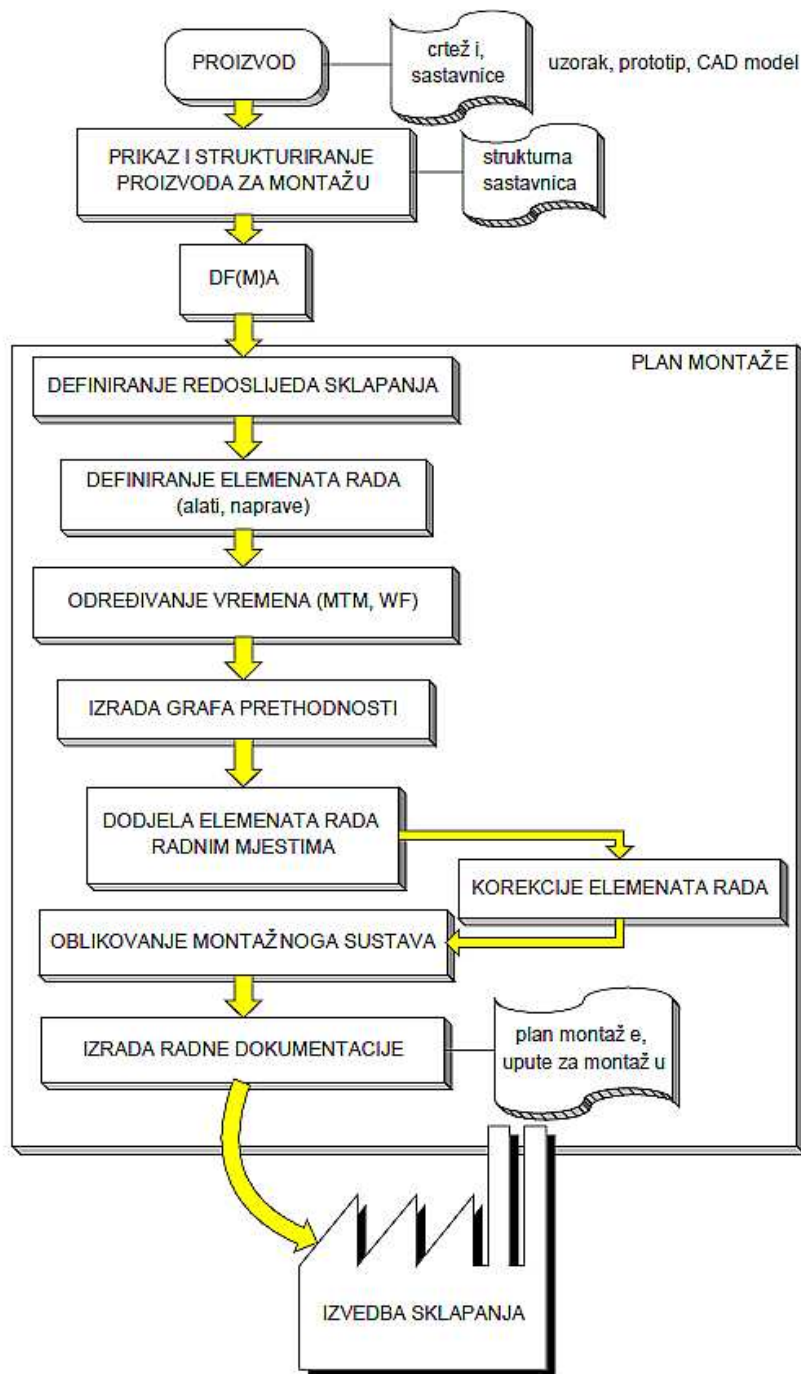 PROIZVOD
crtež i,
sastavnice
uzorak, prototip, CAD model
PRIKAZ I STRUKTURIRANJE
PROIZVODA ZA MONTAŽU
strukturna
sastavnica
DF(M)A
PLAN MONTAŽE
DEFINIRANJE REDOSLIJEDA SKLAPANJA
DEFINIRANJE ELEMENATA RADA
(alati, naprave)
ODREĐIVANJE VREMENA (MTM, WF)
IZRADA GRAFA PRETHODNOSTI
DODJELA ELEMENATA RADA
RADNIM MJESTIMA
KOREKCIJE ELEMENATA RADA
OBLIKOVANJE MONTAŽNOGA SUSTAVA
IZRADA RADNE DOKUMENTACIJE
plan montaž e,
upute za montaž u
IZVEDBA SKLAPANJA